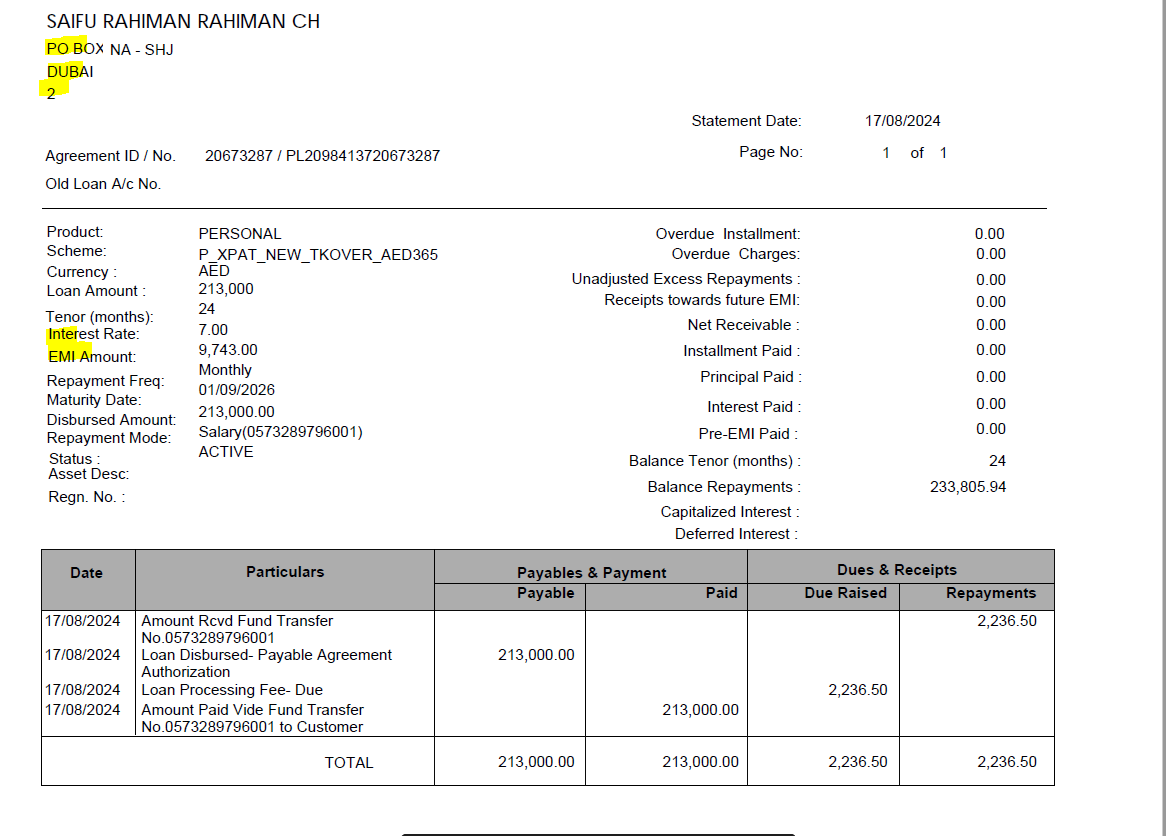 SAIFU RAHIMAN RAHIMAN CH
PO BOX NA - SHJ
DUBAI
2
Statement Date: 17/08/2024
Agreement ID / No. 20673287 / PL2098413720673287
Page No: 1 of 1
Old Loan A/c No.
Product: PERSONAL
Scheme: P_XPAT_NEW_TKOVER_AED365
Currency : AED
Loan Amount : 213,000
Tenor (months): 24
Interest Rate: 7.00
EMI Amount: 9,743.00
Repayment Freq: Monthly
Maturity Date: 01/09/2026
Disbursed Amount: 213,000.00
Repayment Mode: Salary(0573289796001)
Status : ACTIVE
Asset Desc:
Regn. No. :
Overdue Installment: 0.00
Overdue Charges: 0.00
Unadjusted Excess Repayments : 0.00
Receipts towards future EMI: 0.00
Net Receivable : 0.00
Installment Paid : 0.00
Principal Paid : 0.00
Interest Paid : 0.00
Pre-EMI Paid : 0.00
Balance Tenor (months) : 24
Balance Repayments : 233,805.94
Capitalized Interest :
Deferred Interest :
Date Particulars Payables & Payment Dues & Receipts
Payable Paid Due Raised Repayments
17/08/2024 Amount Rcvd Fund Transfer 2,236.50
No.0573289796001
17/08/2024 Loan Disbursed- Payable Agreement 213,000.00
Authorization
17/08/2024 Loan Processing Fee- Due 2,236.50
17/08/2024 Amount Paid Vide Fund Transfer 213,000.00
No.0573289796001 to Customer
TOTAL 213,000.00 213,000.00 2,236.50 2,236.50